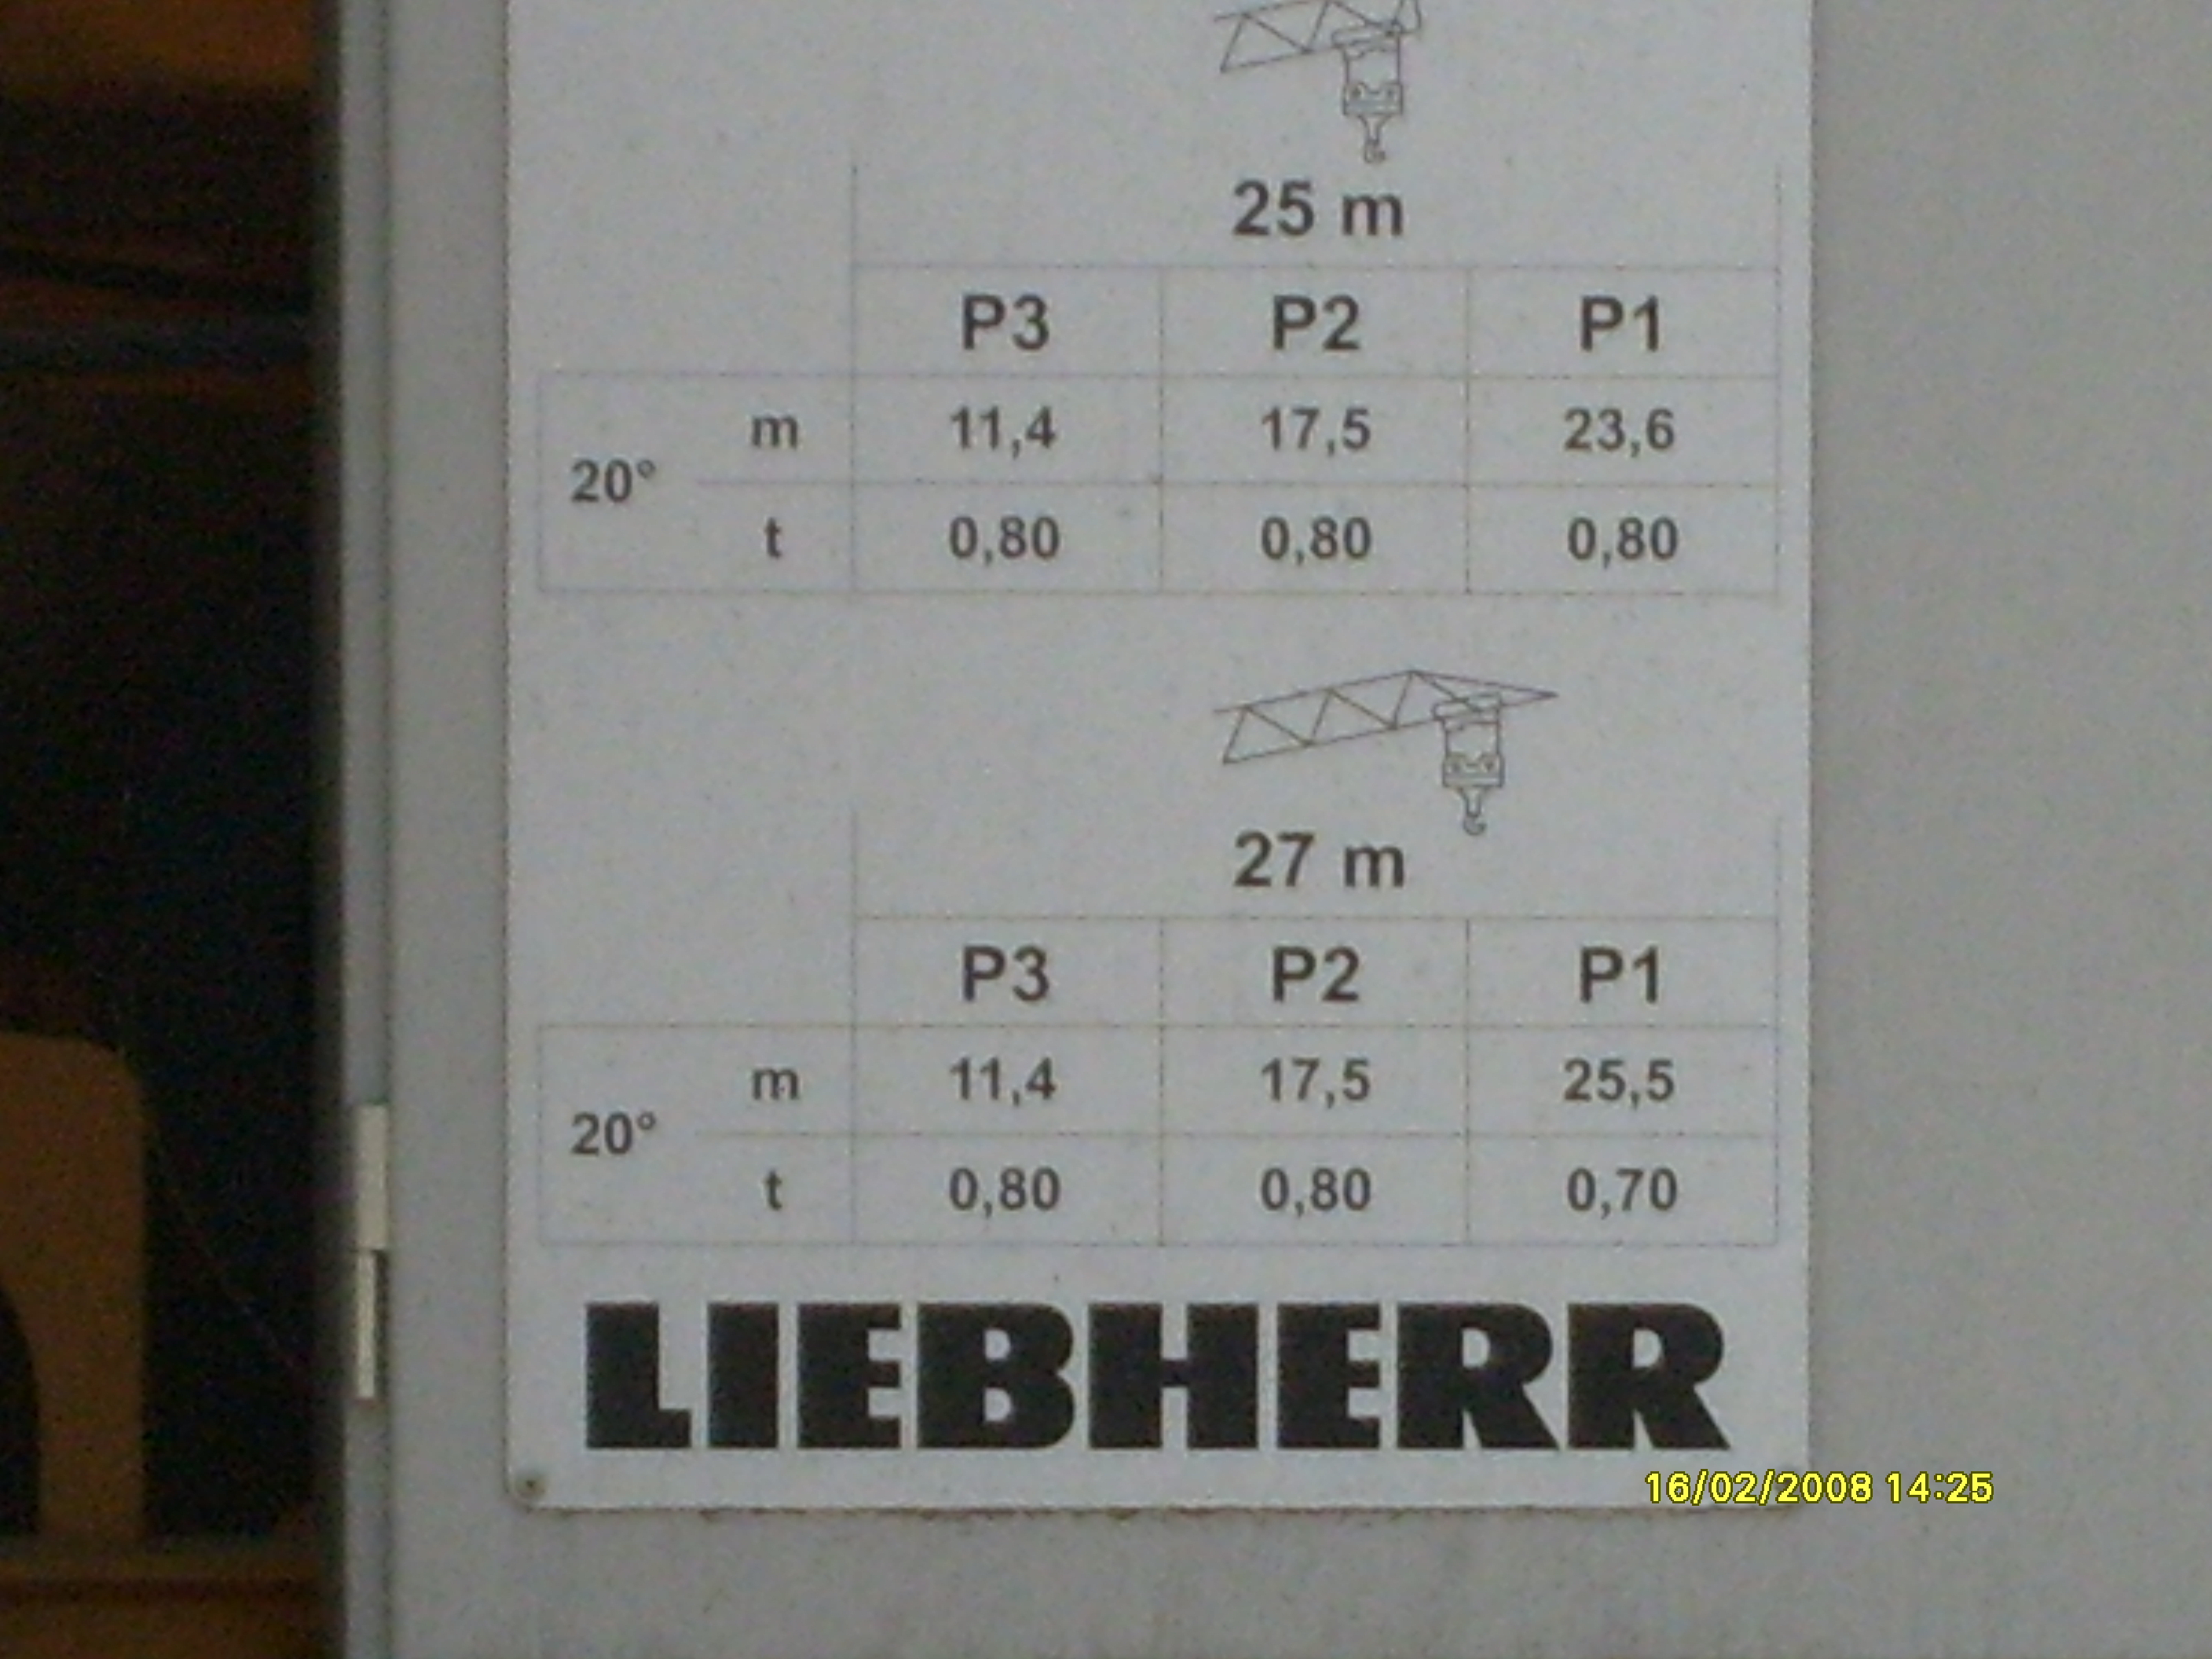 25 m
P3 P2 P1
m 11,4 17,5 23,6
20°
t 0,80 0,80 0,80
27 m
P3 P2 P1
m 11,4 17,5 25,5
20°
t 0,80 0,80 0,70
LIEBHERR
16/02/2008 14:25